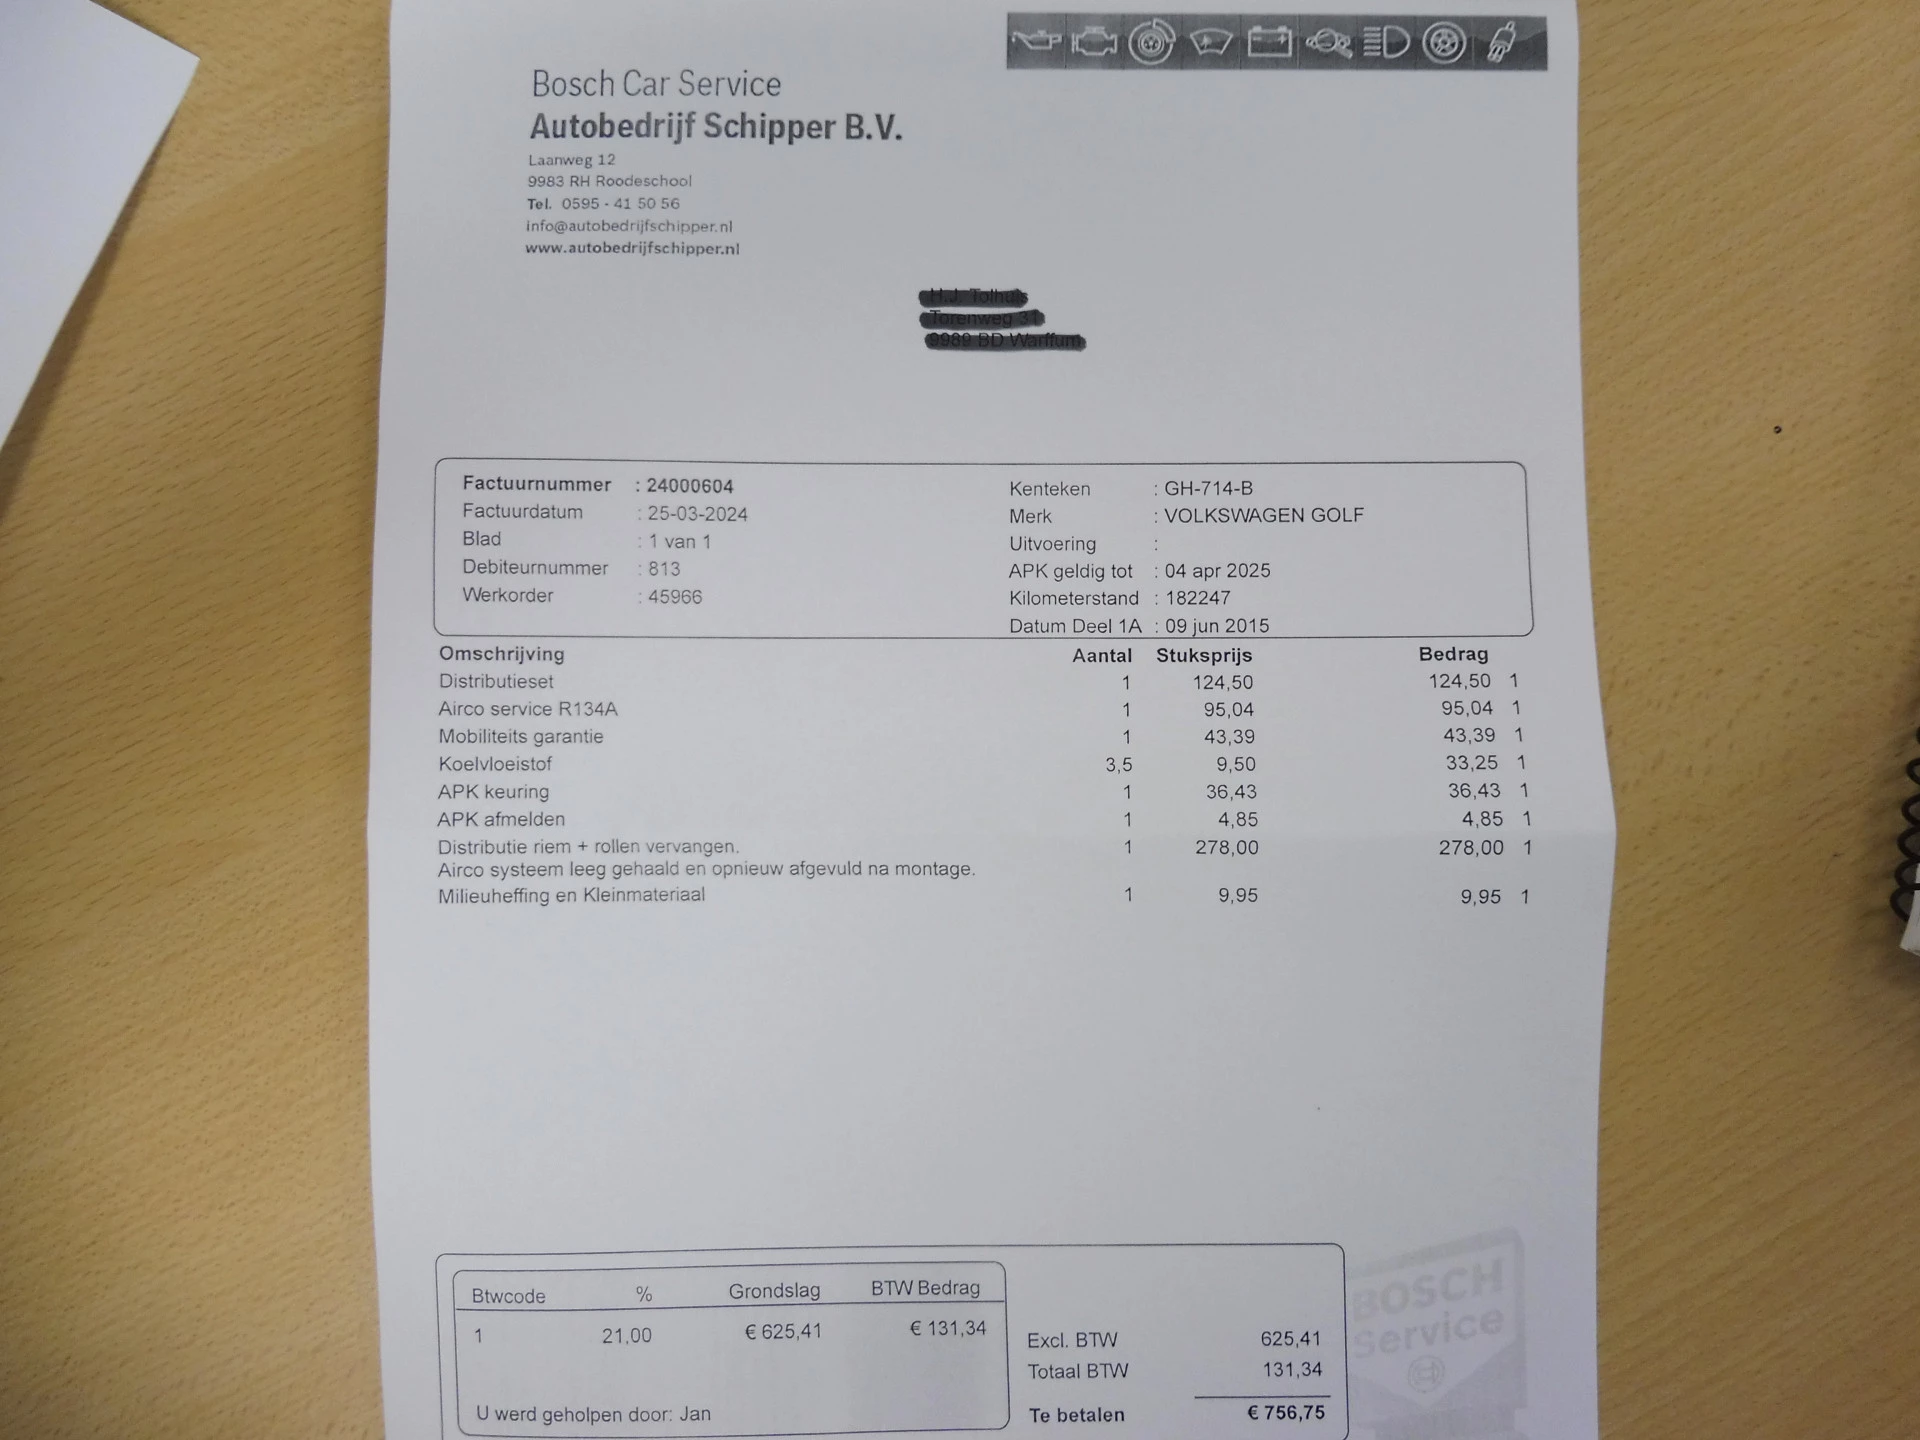 Bosch Car Service
Autobedrijf Schipper B.V.
Laanweg 12
9983 RH Roodeschool
Tel. 0595 - 41 50 56
info@autobedrijfschipper.nl
www.autobedrijfschipper.nl
Factuurnummer : 24000604
Factuurdatum : 25-03-2024
Blad : 1 van 1
Debiteurnummer : 813
Werkorder : 45966
Kenteken : GH-714-B
Merk : VOLKSWAGEN GOLF
Uitvoering :
APK geldig tot : 04 apr 2025
Kilometerstand : 182247
Datum Deel 1A : 09 jun 2015
Omschrijving Aantal Stuksprijs Bedrag
Distributieset 1 124,50 124,50 1
Airco service R134A 1 95,04 95,04 1
Mobiliteits garantie 1 43,39 43,39 1
Koelvloeistof 3,5 9,50 33,25 1
APK keuring 1 36,43 36,43 1
APK afmelden 1 4,85 4,85 1
Distributie riem + rollen vervangen. 1 278,00 278,00 1
Airco systeem leeg gehaald en opnieuw afgevuld na montage.
Milieuheffing en Kleinmateriaal 1 9,95 9,95 1
Btwcode % Grondslag BTW Bedrag
1 21,00 € 625,41 € 131,34
U werd geholpen door: Jan
Excl. BTW 625,41
Totaal BTW 131,34
Te betalen € 756,75
BOSCH
Service